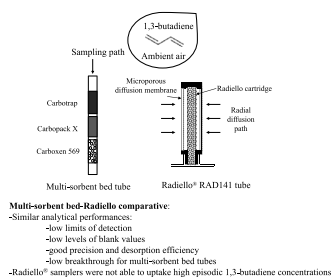 1,3-butadiene
Ambient air
Sampling path
Microporous
diffusion membrane
Radiello cartridge
Carbotrap
Carbopack X
Carboxen 569
Radial
diffusion
path
Multi-sorbent bed tube
Radiello® RAD141 tube
Multi-sorbent bed-Radiello comparative:
-Similar analytical performances:
-low limits of detection
-low levels of blank values
-good precision and desorption efficiency
-low breakthrough for multi-sorbent bed tubes
-Radiello® samplers were not able to uptake high episodic 1,3-butadiene concentrations